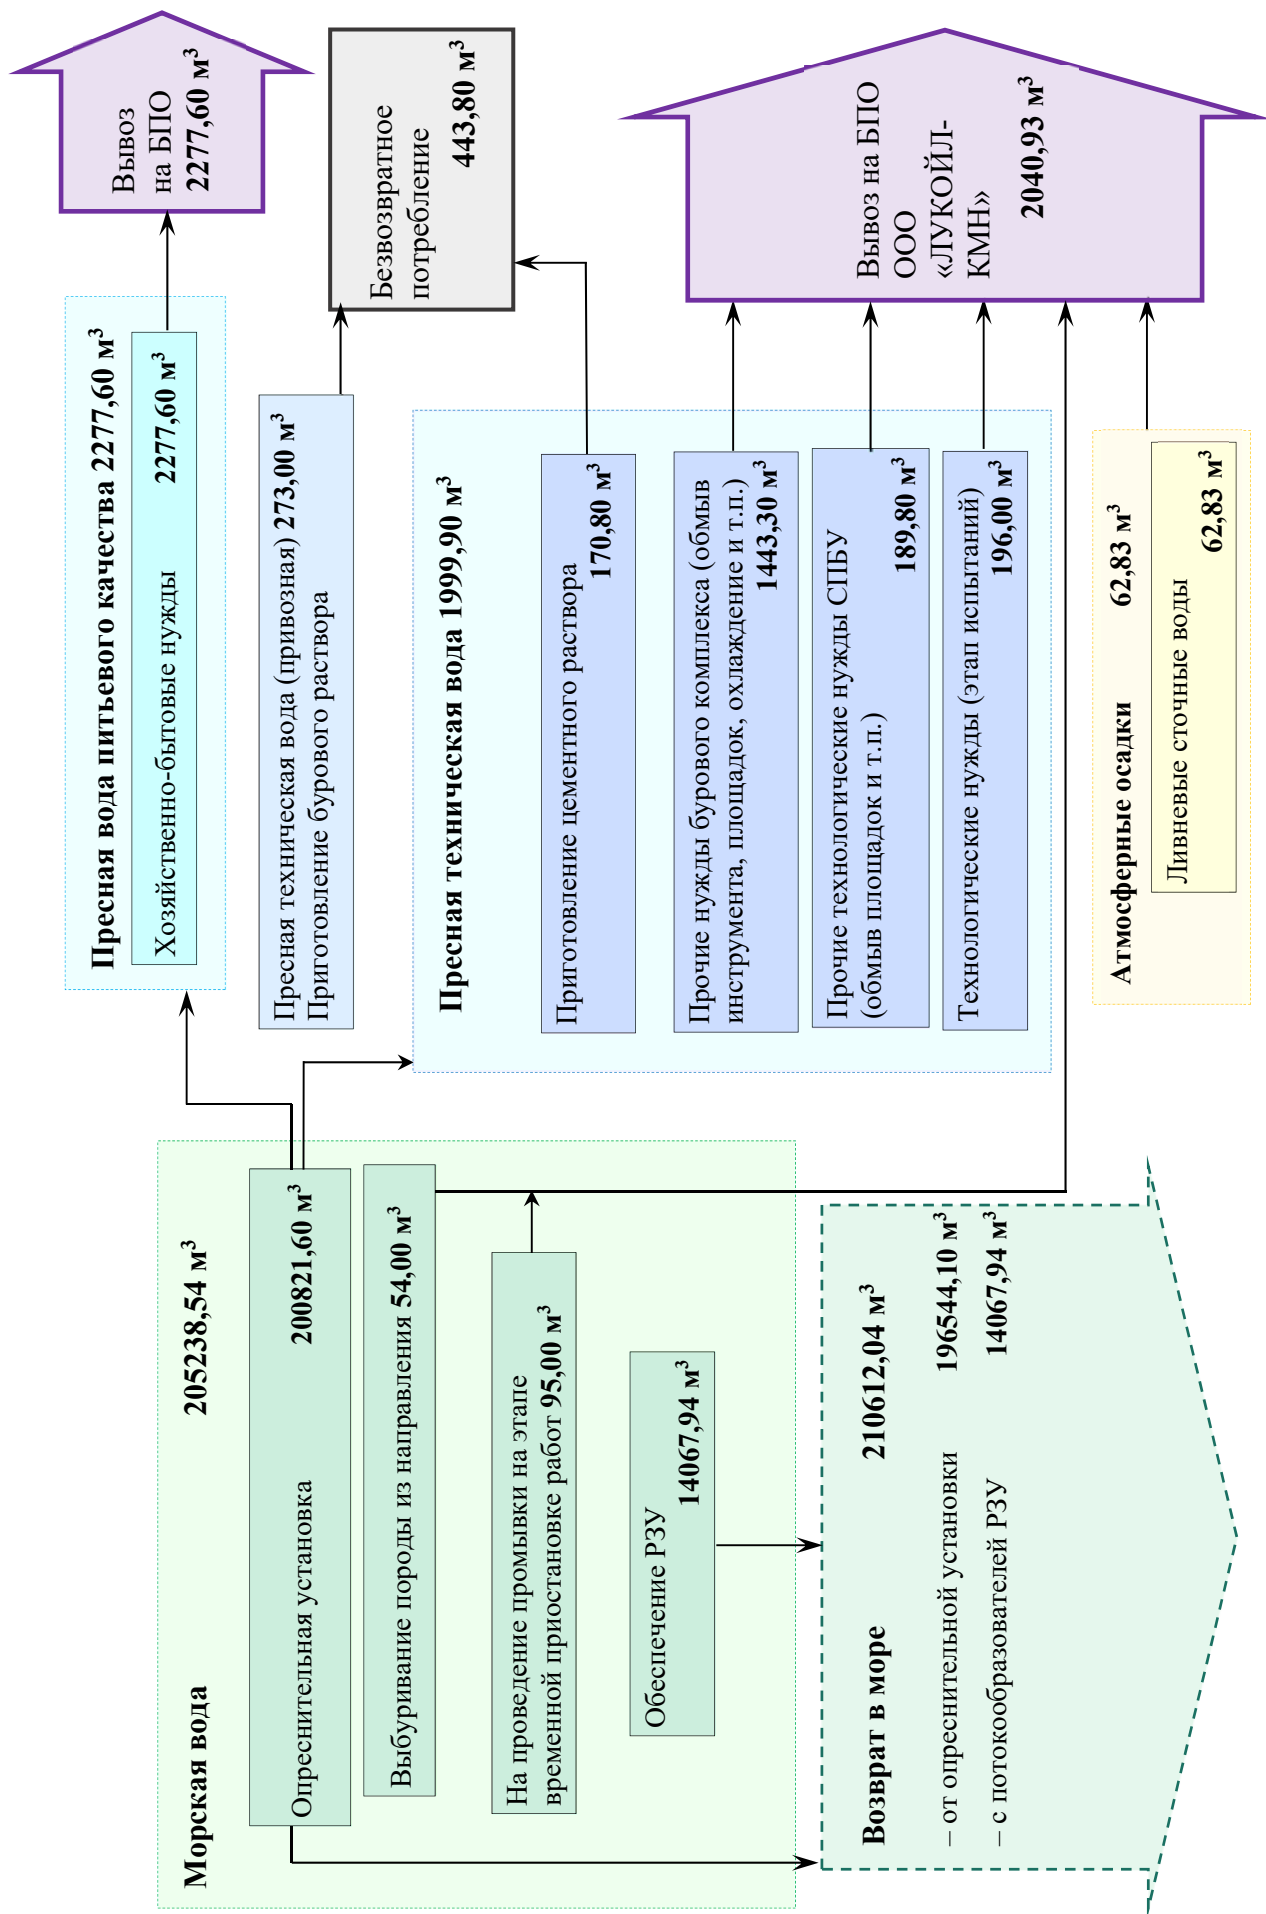 Морская вода 205238,54 м³
Опреснительная установка 200821,60 м³
Выбуривание породы из направления 54,00 м³
На проведение промывки на этапе
временной приостановке работ 95,00 м³
Обеспечение РЗУ
14067,94 м³
Возврат в море 210612,04 м³
– от опреснительной установки 196544,10 м³
– с потокообразователей РЗУ 14067,94 м³
Пресная вода питьевого качества 2277,60 м³
Хозяйственно-бытовые нужды 2277,60 м³
Пресная техническая вода (привозная) 273,00 м³
Приготовление бурового раствора
Пресная техническая вода 1999,90 м³
Приготовление цементного раствора
170,80 м³
Прочие нужды бурового комплекса (обмыв
инструмента, площадок, охлаждение и т.п.)
1443,30 м³
Прочие технологические нужды СПБУ
(обмыв площадок и т.п.)
189,80 м³
Технологические нужды (этап испытаний)
196,00 м³
Атмосферные осадки 62,83 м³
Ливневые сточные воды
62,83 м³
Вывоз
на БПО
2277,60 м³
Безвозвратное
потребление
443,80 м³
Вывоз на БПО
ООО
«ЛУКОЙЛ-
КМН»
2040,93 м³